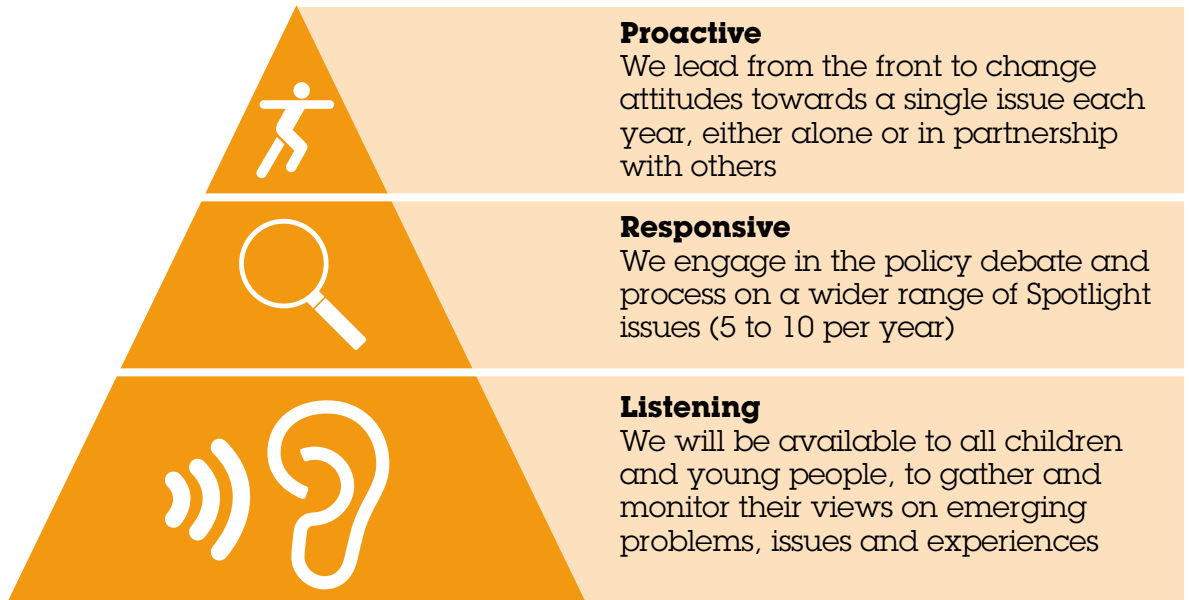 Proactive
We lead from the front to change
attitudes towards a single issue each
year, either alone or in partnership
with others
Responsive
We engage in the policy debate and
process on a wider range of Spotlight
issues (5 to 10 per year)
Listening
We will be available to all children
and young people, to gather and
monitor their views on emerging
problems, issues and experiences